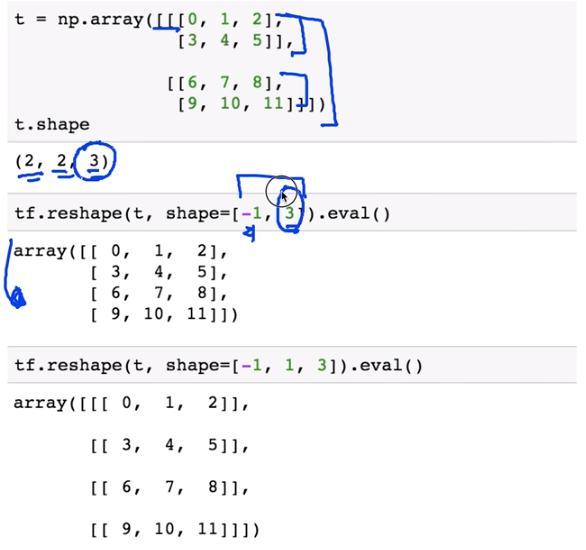 t = np.array([[[0, 1, 2],
[3, 4, 5]],
[[6, 7, 8],
[9, 10, 11]]])
t.shape
(2, 2, 3)
tf.reshape(t, shape=[-1, 3]).eval()
4
array([[ 0, 1, 2],
[ 3, 4, 5],
[ 6, 7, 8],
[ 9, 10, 11]])
tf.reshape(t, shape=[-1, 1, 3]).eval()
array([[[ 0, 1, 2]],
[[ 3, 4, 5]],
[[ 6, 7, 8]],
[[ 9, 10, 11]]])